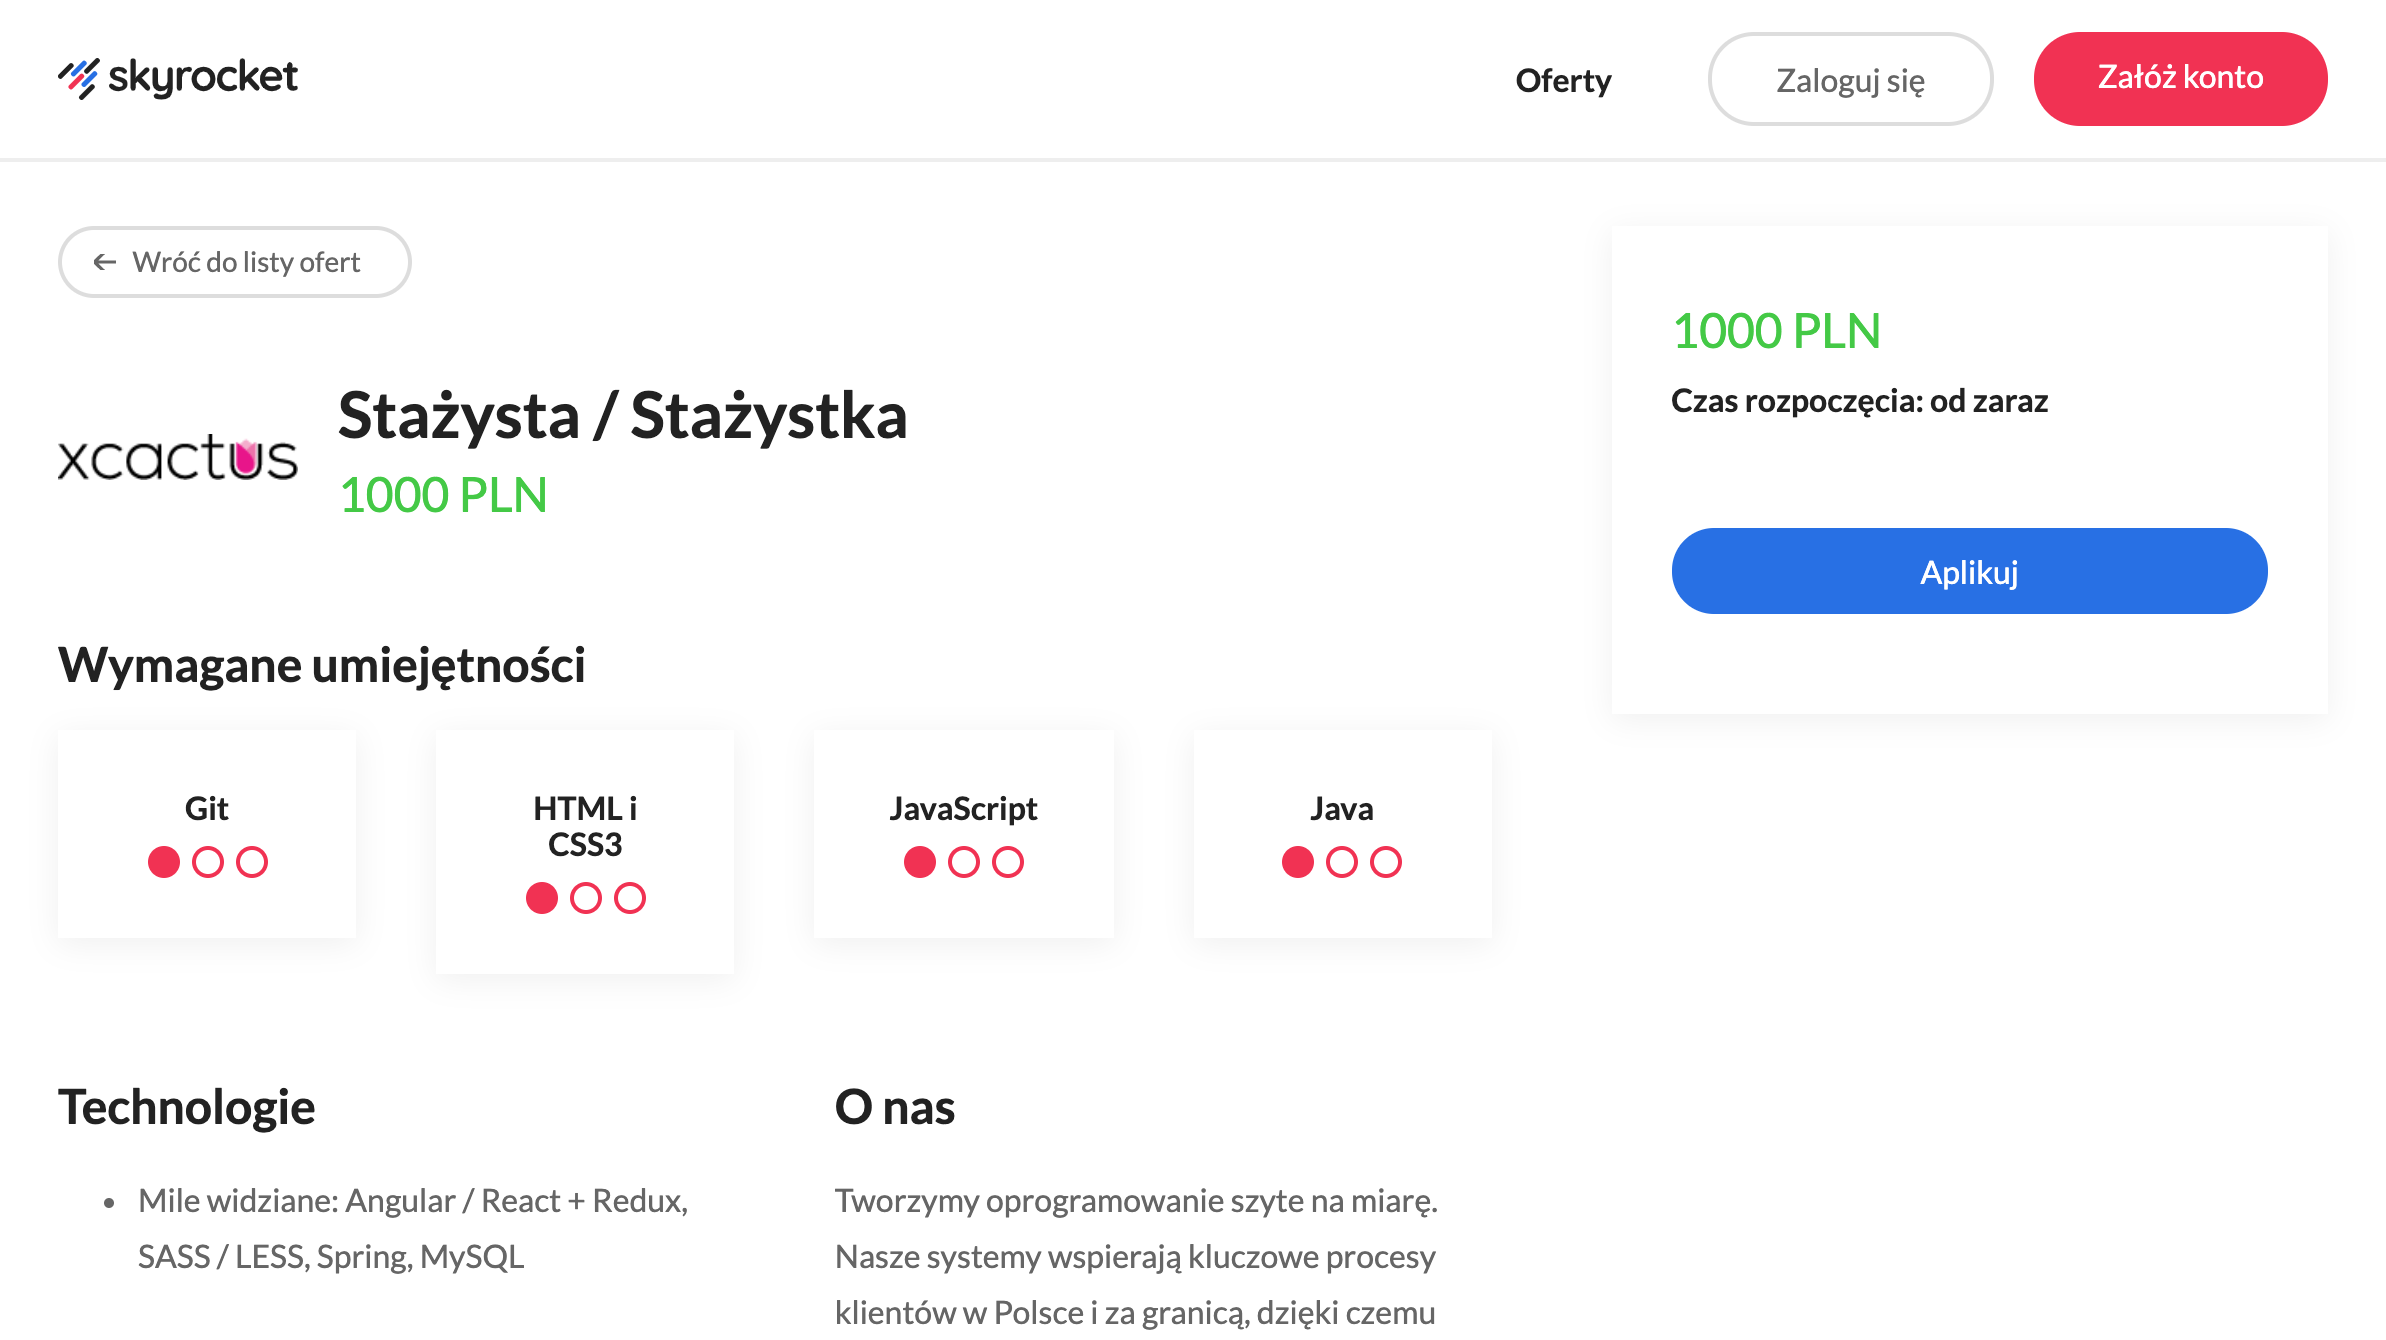 skyrocket
Oferty
Zaloguj się
Załóż konto
Wróć do listy ofert
xcactus
Stażysta / Stażystka
1000 PLN
1000 PLN
Czas rozpoczęcia: od zaraz
Aplikuj
Wymagane umiejętności
Git
HTML i
CSS3
JavaScript
Java
Technologie
Mile widziane: Angular / React + Redux,
SASS / LESS, Spring, MySQL
O nas
Tworzymy oprogramowanie szyte na miarę.
Nasze systemy wspierają kluczowe procesy
klientów w Polsce i za granicą, dzięki czemu